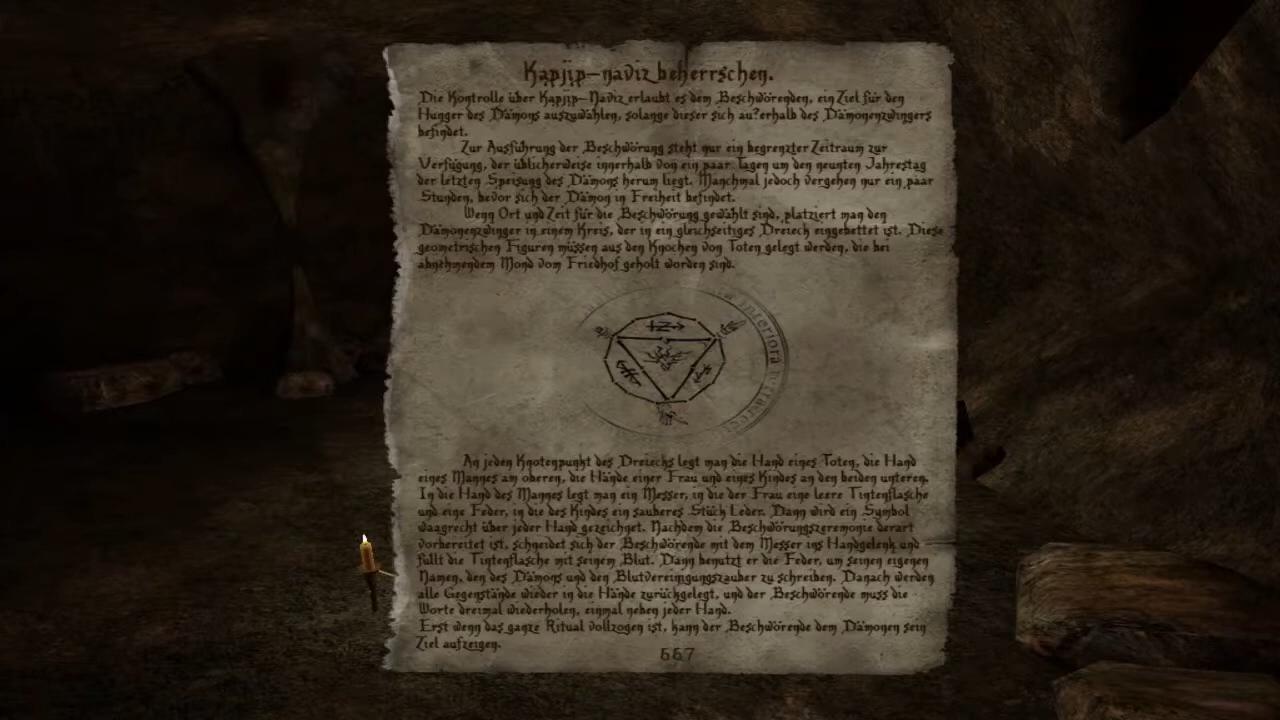 Kapjip-naviz beherrschen.
Die Kontrolle über Kapjip-Naviz erlaubt es dem Beschwörenden, ein Ziel für den
Hunger des Dämons auszuwählen, solange dieser sich au?erhalb des Dämonenzwingers
befindet.
Zur Ausführung der Beschwörung steht nur ein begrenzter Zeitraum zur
Verfügung, der üblicherweise innerhalb von ein paar Tagen um den neunten Jahrestag
der letzten Speisung des Dämons herum liegt. Manchmal jedoch vergehen nur ein paar
Stunden, bevor sich der Dämon in Freiheit befindet.
Wenn Ort und Zeit für die Beschwörung gewählt sind, platziert man den
Dämonenzwinger in einem Kreis, der in ein gleichseitiges Dreieck eingebettet ist. Diese
geometrischen Figuren müssen aus den Knochen von Toten gelegt werden, die bei
abnehmendem Mond vom Friedhof geholt worden sind.
interiora
An jeden Knotenpunkt des Dreiecks legt man die Hand eines Toten, die Hand
eines Mannes am oberen, die Hände einer Frau und eines Kindes an den beiden unteren.
In die Hand des Mannes legt man ein Messer, in die der Frau eine leere Tintenflasche
und eine Feder, in die des Kindes ein sauberes Stück Leder. Dann wird ein Symbol
waagrecht über jeder Hand gezeichnet. Nachdem die Beschwörungszeremonie derart
vorbereitet ist, schneidet sich der Beschwörende mit dem Messer ins Handgelenk und
füllt die Tintenflasche mit seinem Blut. Dann benutzt er die Feder, um seinen eigenen
Namen, den des Dämons und den Blutvereinigungszauber zu schreiben. Danach werden
alle Gegenstände wieder in die Hände zurückgelegt, und der Beschwörende muss die
Worte dreimal wiederholen, einmal neben jeder Hand.
Erst wenn das ganze Ritual vollzogen ist, kann der Beschwörende dem Dämonen sein
Ziel aufzeigen.
667